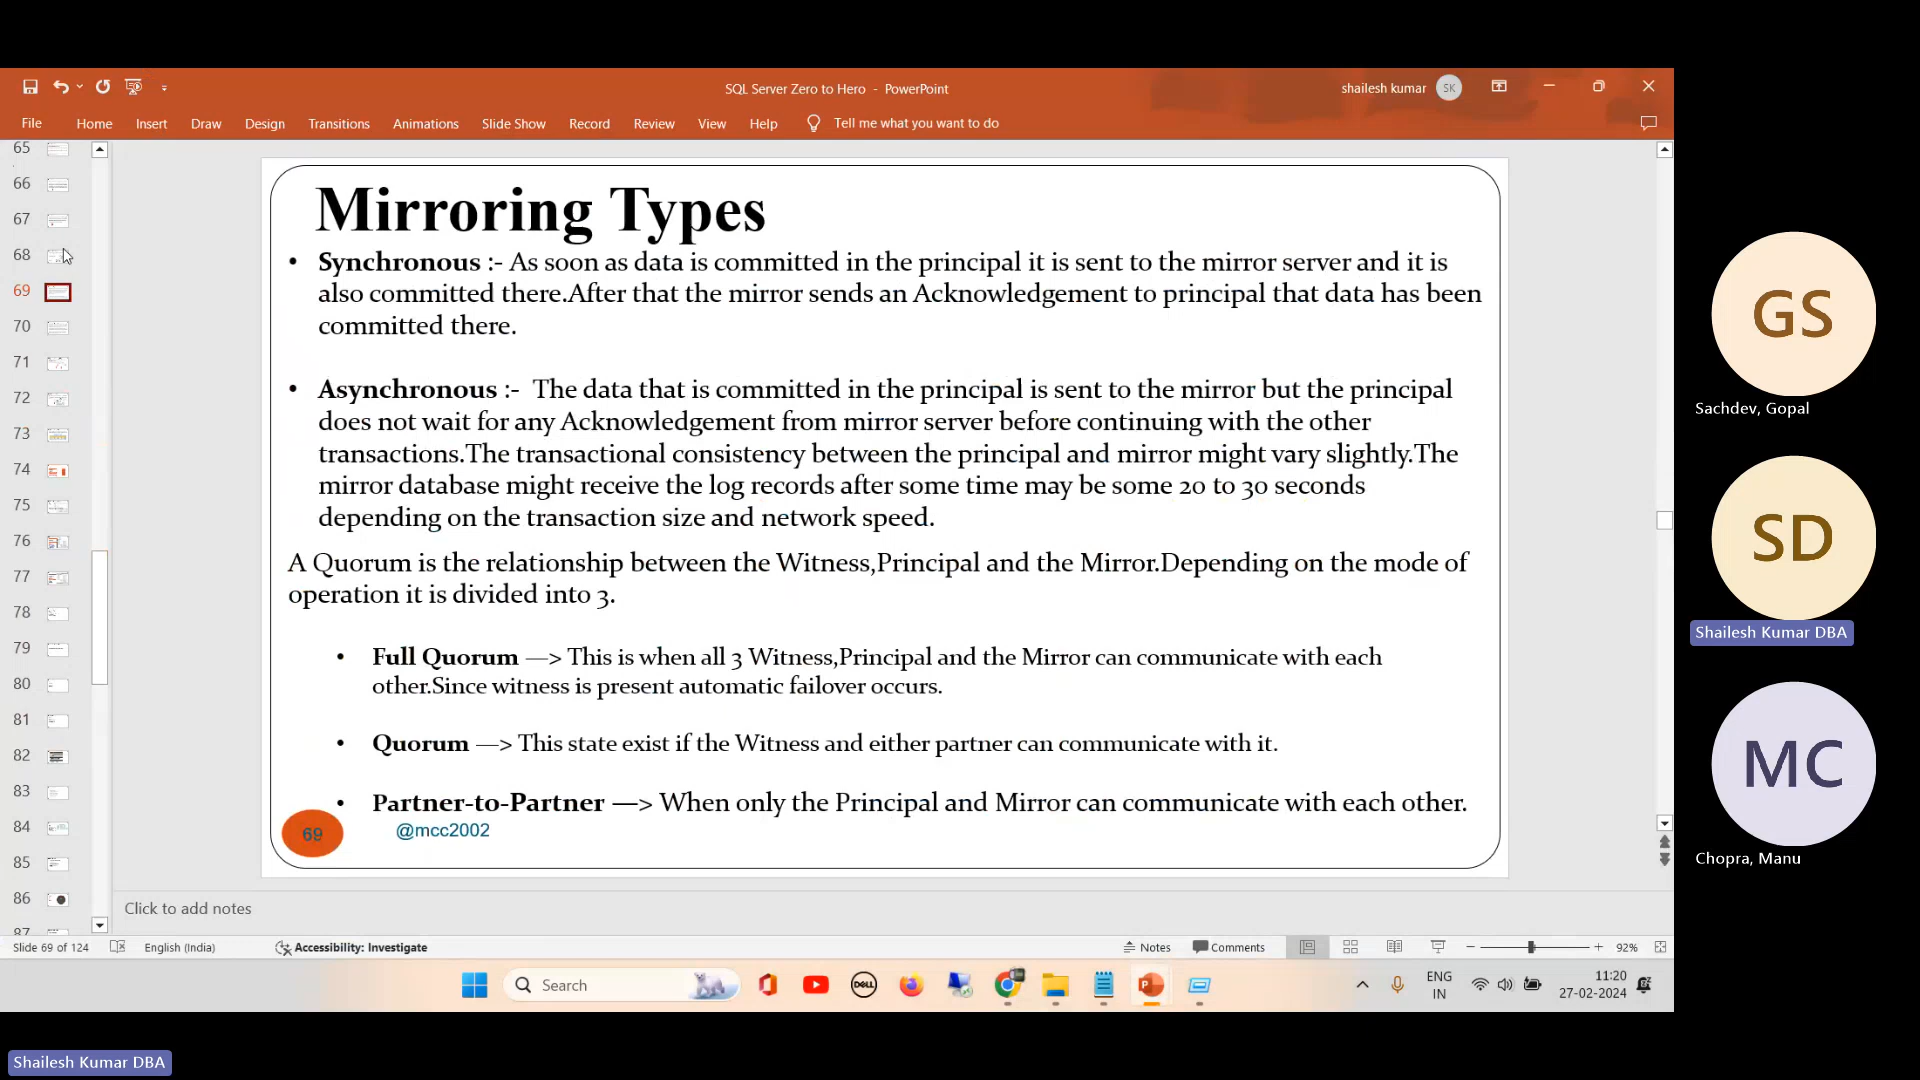 SQL Server Zero to Hero - PowerPoint
shailesh kumar SK
File Home Insert Draw Design Transitions Animations Slide Show Record Review View Help Tell me what you want to do
65
66
67
68
69
70
71
72
73
74
75
76
77
78
79
80
81
82
83
84
85
86
87
Mirroring Types
• Synchronous :- As soon as data is committed in the principal it is sent to the mirror server and it is
also committed there.After that the mirror sends an Acknowledgement to principal that data has been
committed there.
• Asynchronous :- The data that is committed in the principal is sent to the mirror but the principal
does not wait for any Acknowledgement from mirror server before continuing with the other
transactions.The transactional consistency between the principal and mirror might vary slightly.The
mirror database might receive the log records after some time may be some 20 to 30 seconds
depending on the transaction size and network speed.
A Quorum is the relationship between the Witness,Principal and the Mirror.Depending on the mode of
operation it is divided into 3.
• Full Quorum —> This is when all 3 Witness,Principal and the Mirror can communicate with each
other.Since witness is present automatic failover occurs.
• Quorum —> This state exist if the Witness and either partner can communicate with it.
• Partner-to-Partner —> When only the Principal and Mirror can communicate with each other.
69 @mcc2002
Click to add notes
Slide 69 of 124 English (India) Accessibility: Investigate Notes Comments 92%
Search
DELL
ENG
IN
11:20
27-02-2024
GS
Sachdev, Gopal
SD
Shailesh Kumar DBA
MC
Chopra, Manu
Shailesh Kumar DBA